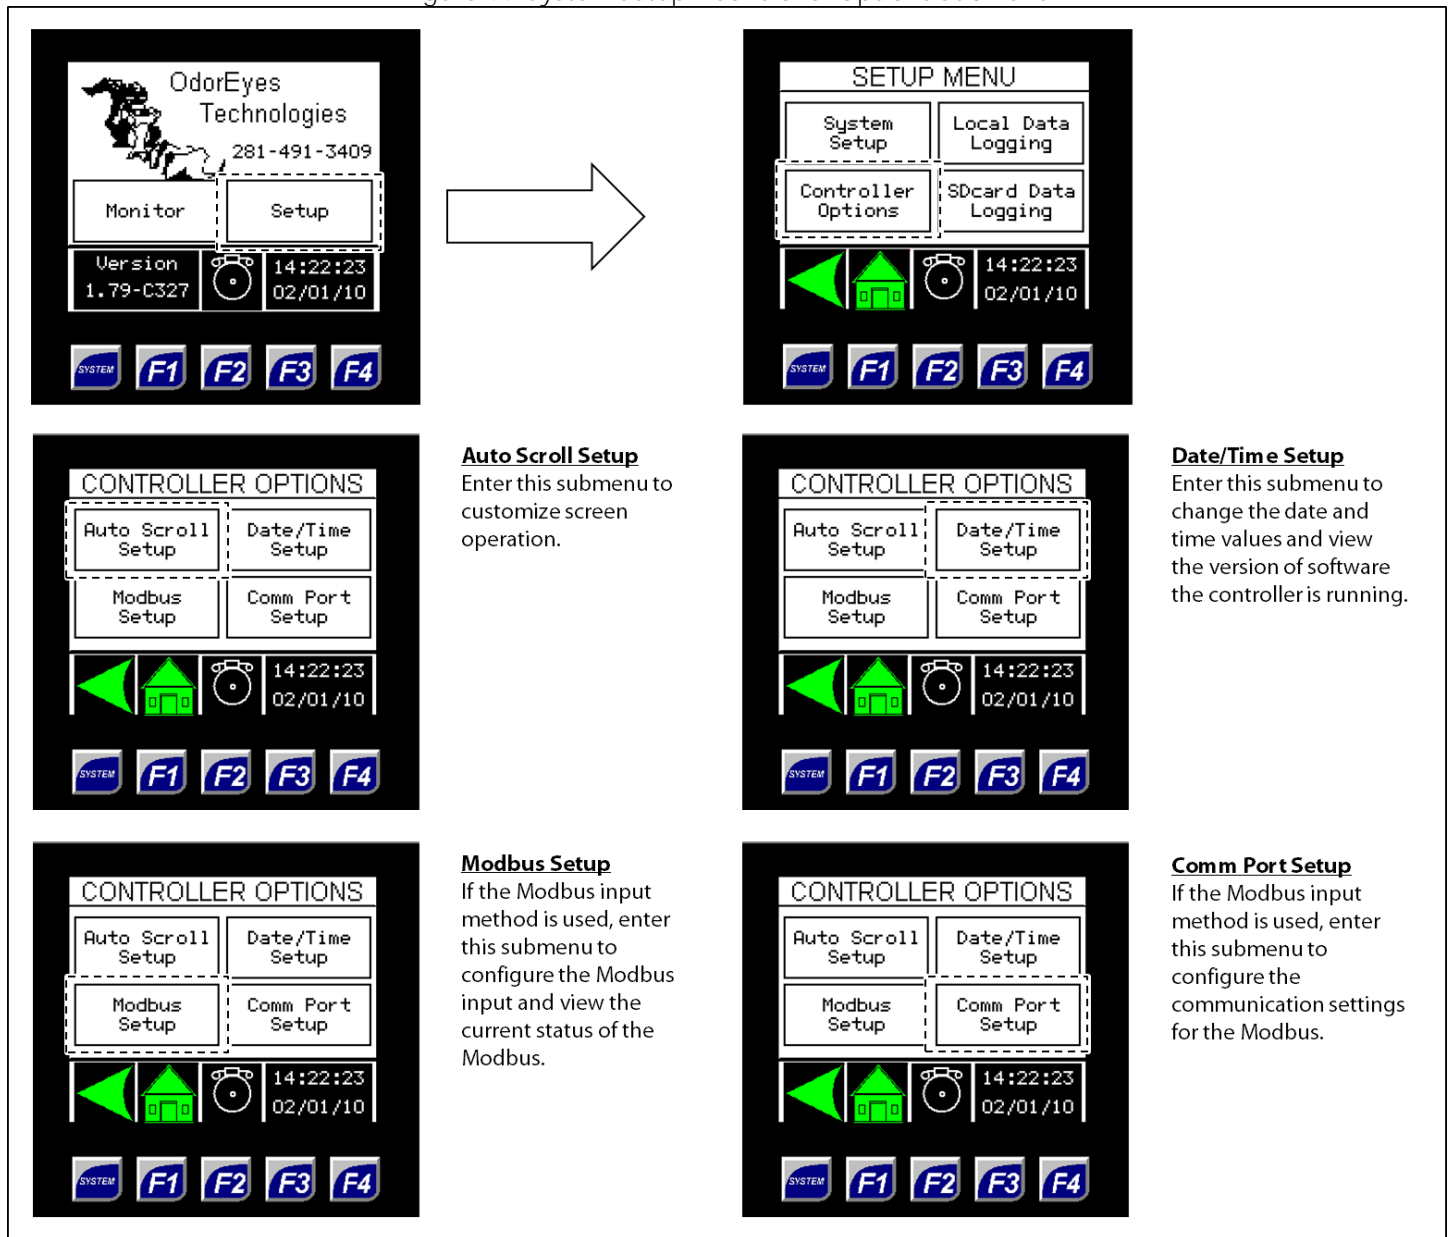 OdorEyes
Technologies
281-491-3409
Monitor
Setup
Version
1.79-C327
14:22:23
02/01/10
SYSTEM F1 F2 F3 F4
SETUP MENU
System
Setup
Local Data
Logging
Controller
Options
SDcard Data
Logging
14:22:23
02/01/10
SYSTEM F1 F2 F3 F4
CONTROLLER OPTIONS
Auto Scroll
Setup
Date/Time
Setup
Modbus
Setup
Comm Port
Setup
14:22:23
02/01/10
SYSTEM F1 F2 F3 F4
Auto Scroll Setup
Enter this submenu to
customize screen
operation.
CONTROLLER OPTIONS
Auto Scroll
Setup
Date/Time
Setup
Modbus
Setup
Comm Port
Setup
14:22:23
02/01/10
SYSTEM F1 F2 F3 F4
Date/Time Setup
Enter this submenu to
change the date and
time values and view
the version of software
the controller is running.
CONTROLLER OPTIONS
Auto Scroll
Setup
Date/Time
Setup
Modbus
Setup
Comm Port
Setup
14:22:23
02/01/10
SYSTEM F1 F2 F3 F4
Modbus Setup
If the Modbus input
method is used, enter
this submenu to
configure the Modbus
input and view the
current status of the
Modbus.
CONTROLLER OPTIONS
Auto Scroll
Setup
Date/Time
Setup
Modbus
Setup
Comm Port
Setup
14:22:23
02/01/10
SYSTEM F1 F2 F3 F4
Comm Port Setup
If the Modbus input
method is used, enter
this submenu to
configure the
communication settings
for the Modbus.